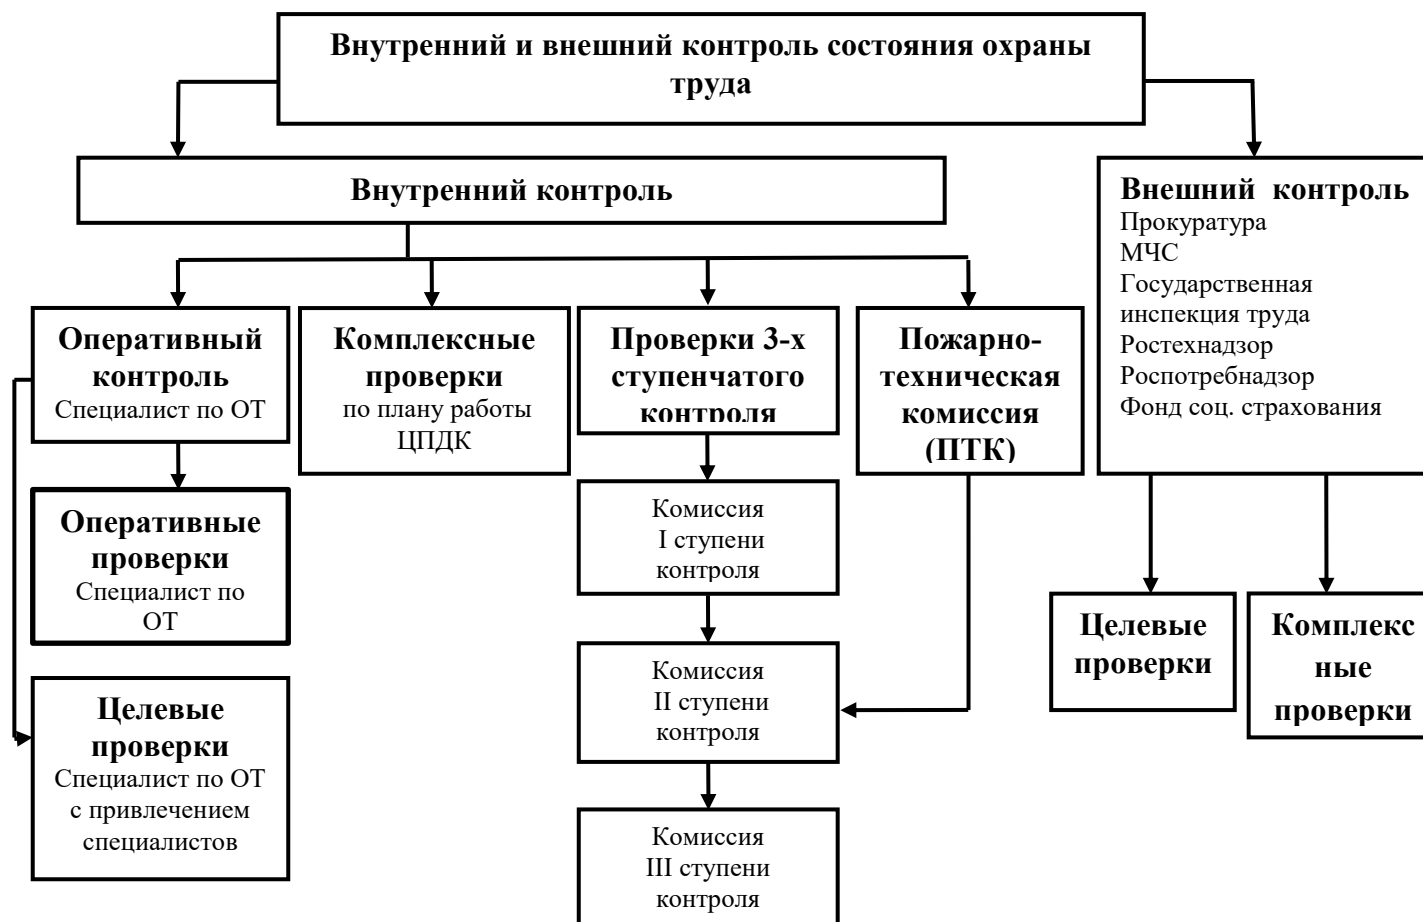 Внутренний и внешний контроль состояния охраны
труда
Внутренний контроль
Внешний контроль
Прокуратура
МЧС
Государственная
инспекция труда
Ростехнадзор
Роспотребнадзор
Фонд соц. страхования
Оперативный
контроль
Специалист по ОТ
Комплексные
проверки
по плану работы
ЦПДК
Проверки 3-х
ступенчатого
контроля
Пожарно-
техническая
комиссия
(ПТК)
Оперативные
проверки
Специалист по
ОТ
Целевые
проверки
Специалист по ОТ
с привлечением
специалистов
Комиссия
I ступени
контроля
Комиссия
II ступени
контроля
Комиссия
III ступени
контроля
Целевые
проверки
Комплекс
ные
проверки